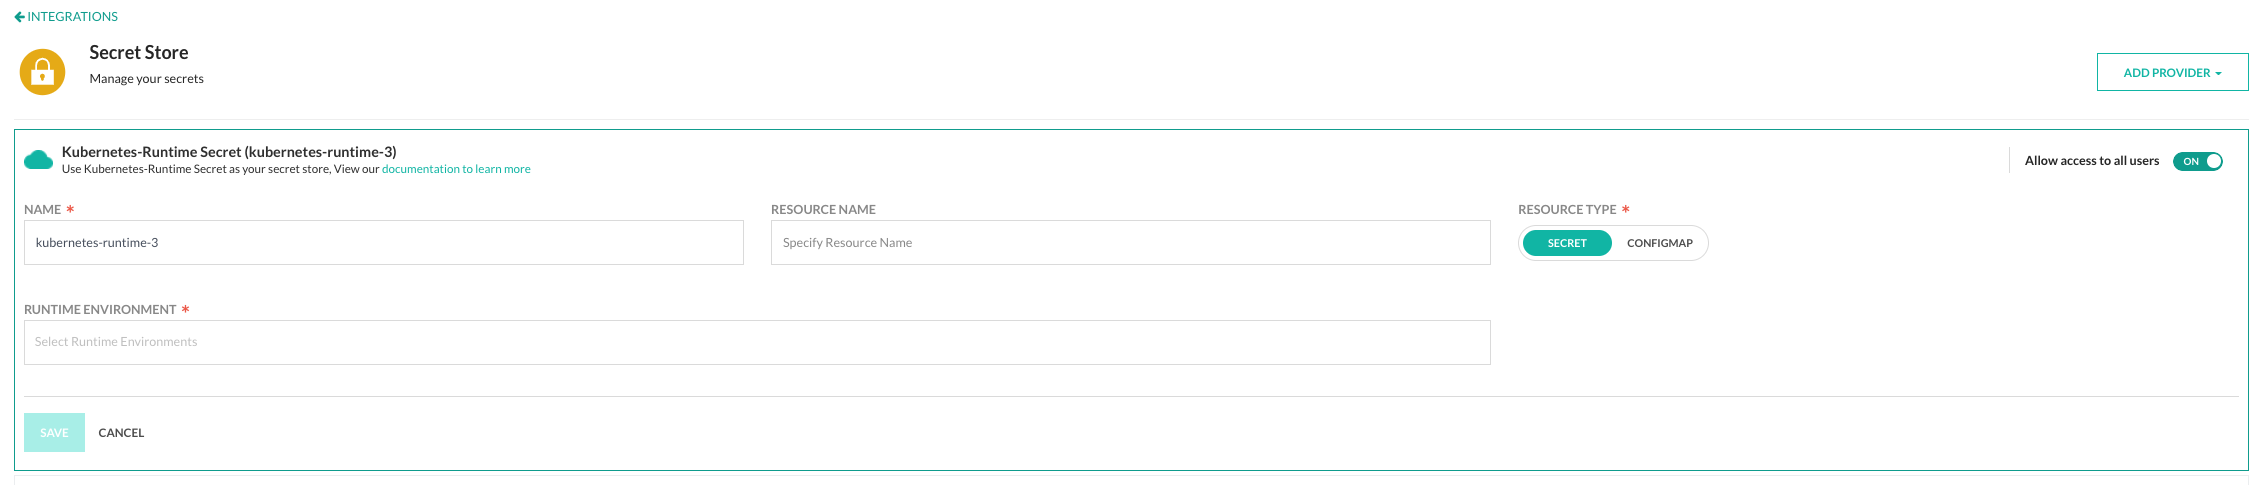 INTEGRATIONS
Secret Store
Manage your secrets
ADD PROVIDER
Kubernetes-Runtime Secret (kubernetes-runtime-3)
Use Kubernetes-Runtime Secret as your secret store, View our documentation to learn more
Allow access to all users ON
NAME * RESOURCE NAME RESOURCE TYPE *
kubernetes-runtime-3 Specify Resource Name SECRET CONFIGMAP
RUNTIME ENVIRONMENT *
Select Runtime Environments
SAVE CANCEL